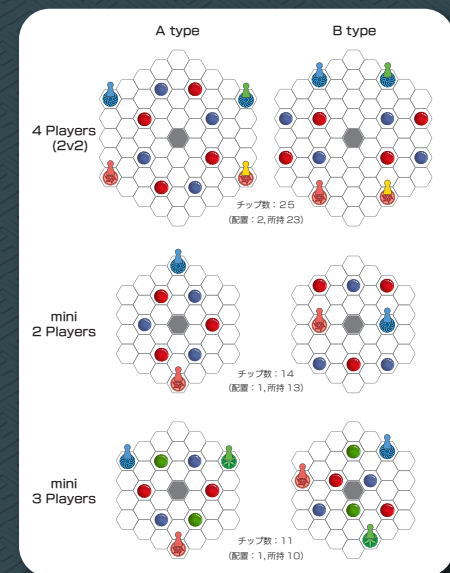 A type
B type
4 Players
(2v2)
チップ数：25
(配置：2, 所持 23)
mini
2 Players
チップ数：14
(配置：1, 所持 13)
mini
3 Players
チップ数：11
(配置：1, 所持 10)